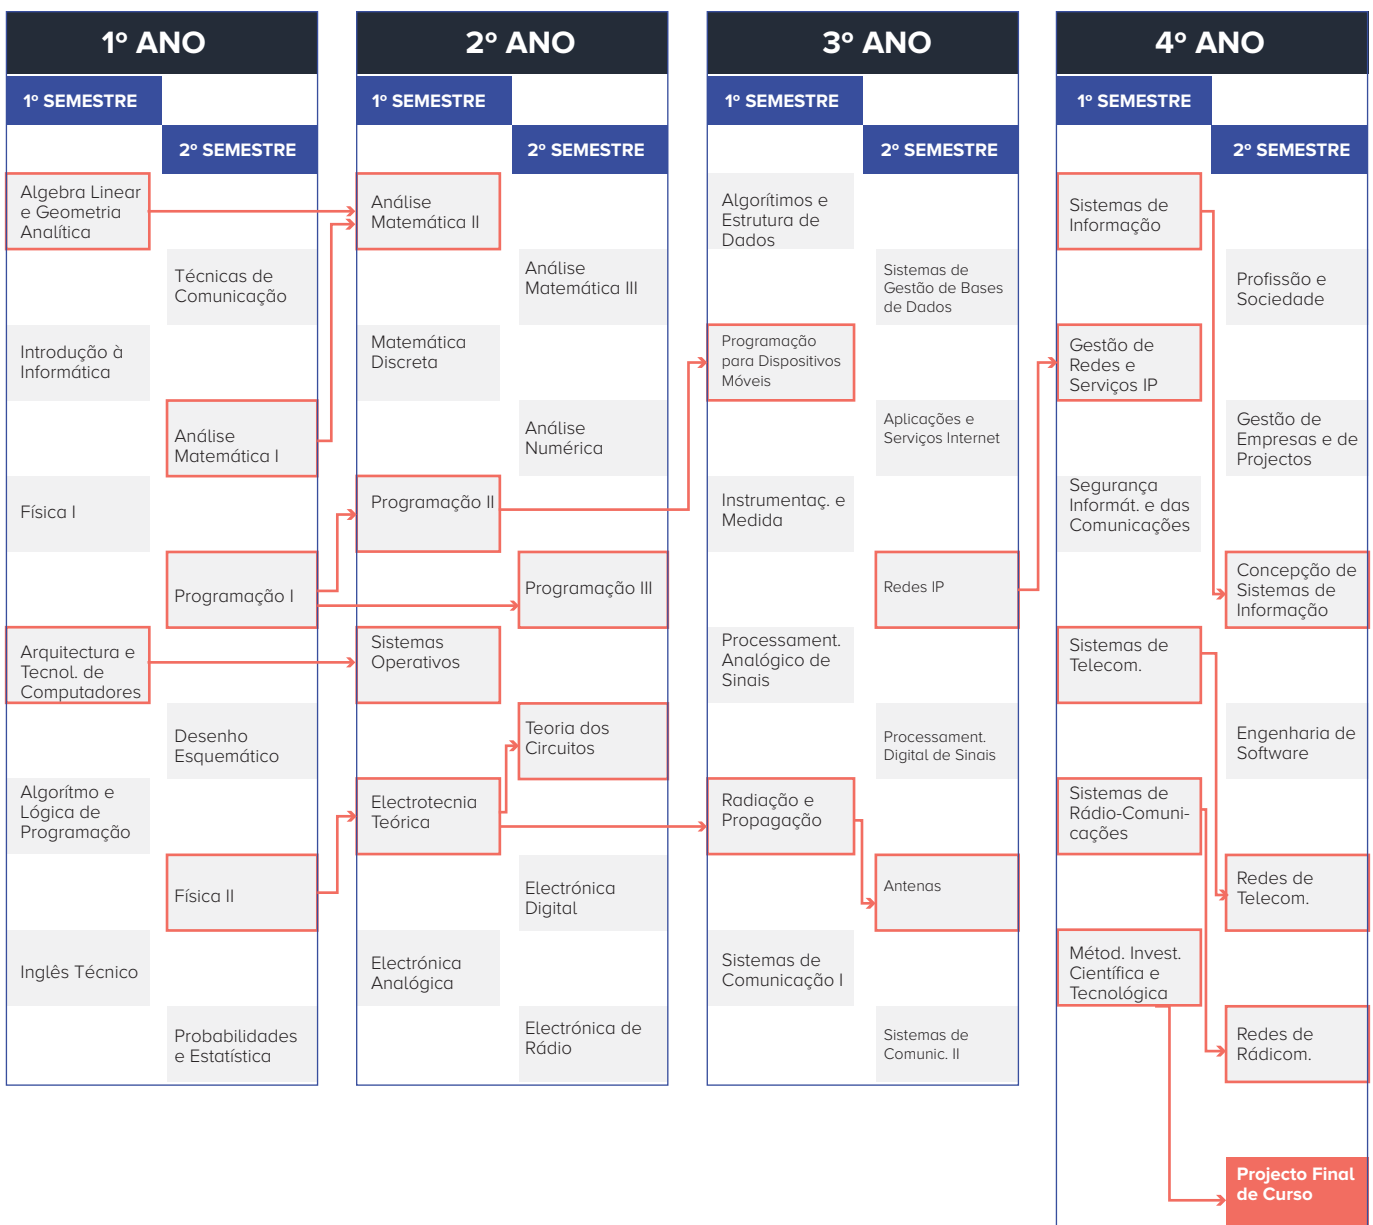 1º ANO
1º SEMESTRE
2º SEMESTRE
Algebra Linear
e Geometria
Analítica
Técnicas de
Comunicação
Introdução à
Informática
Análise
Matemática I
Física I
Programação I
Arquitectura e
Tecnol. de
Computadores
Desenho
Esquemático
Algorítmo e
Lógica de
Programação
Física II
Inglês Técnico
Probabilidades
e Estatística
2º ANO
1º SEMESTRE
2º SEMESTRE
Análise
Matemática II
Análise
Matemática III
Matemática
Discreta
Análise
Numérica
Programação II
Programação III
Sistemas
Operativos
Teoria dos
Circuitos
Electrotecnia
Teórica
Electrónica
Digital
Electrónica
Analógica
Electrónica de
Rádio
3º ANO
1º SEMESTRE
2º SEMESTRE
Algorítimos e
Estrutura de
Dados
Sistemas de
Gestão de Bases
de Dados
Programação
para Dispositivos
Móveis
Aplicações e
Serviços Internet
Instrumentaç. e
Medida
Redes IP
Processament.
Analógico de
Sinais
Processament.
Digital de Sinais
Radiação e
Propagação
Antenas
Sistemas de
Comunicação I
Sistemas de
Comunic. II
4º ANO
1º SEMESTRE
2º SEMESTRE
Sistemas de
Informação
Profissão e
Sociedade
Gestão de
Redes e
Serviços IP
Gestão de
Empresas e de
Projectos
Segurança
Informát. e das
Comunicações
Concepção de
Sistemas de
Informação
Sistemas de
Telecom.
Engenharia de
Software
Sistemas de
Rádio-Comuni-
cações
Redes de
Telecom.
Métod. Invest.
Científica e
Tecnológica
Redes de
Rádicom.
Projecto Final
de Curso